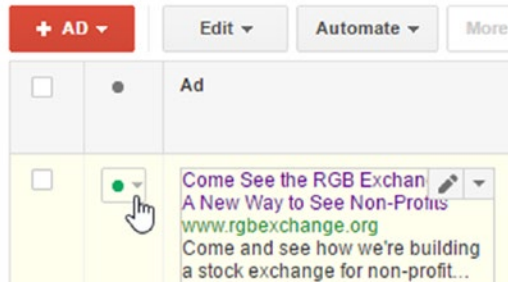 + AD Edit Automate More
Ad
Come See the RGB Exchan
A New Way to See Non-Profits
www.rgbexchange.org
Come and see how we're building
a stock exchange for non-profit...